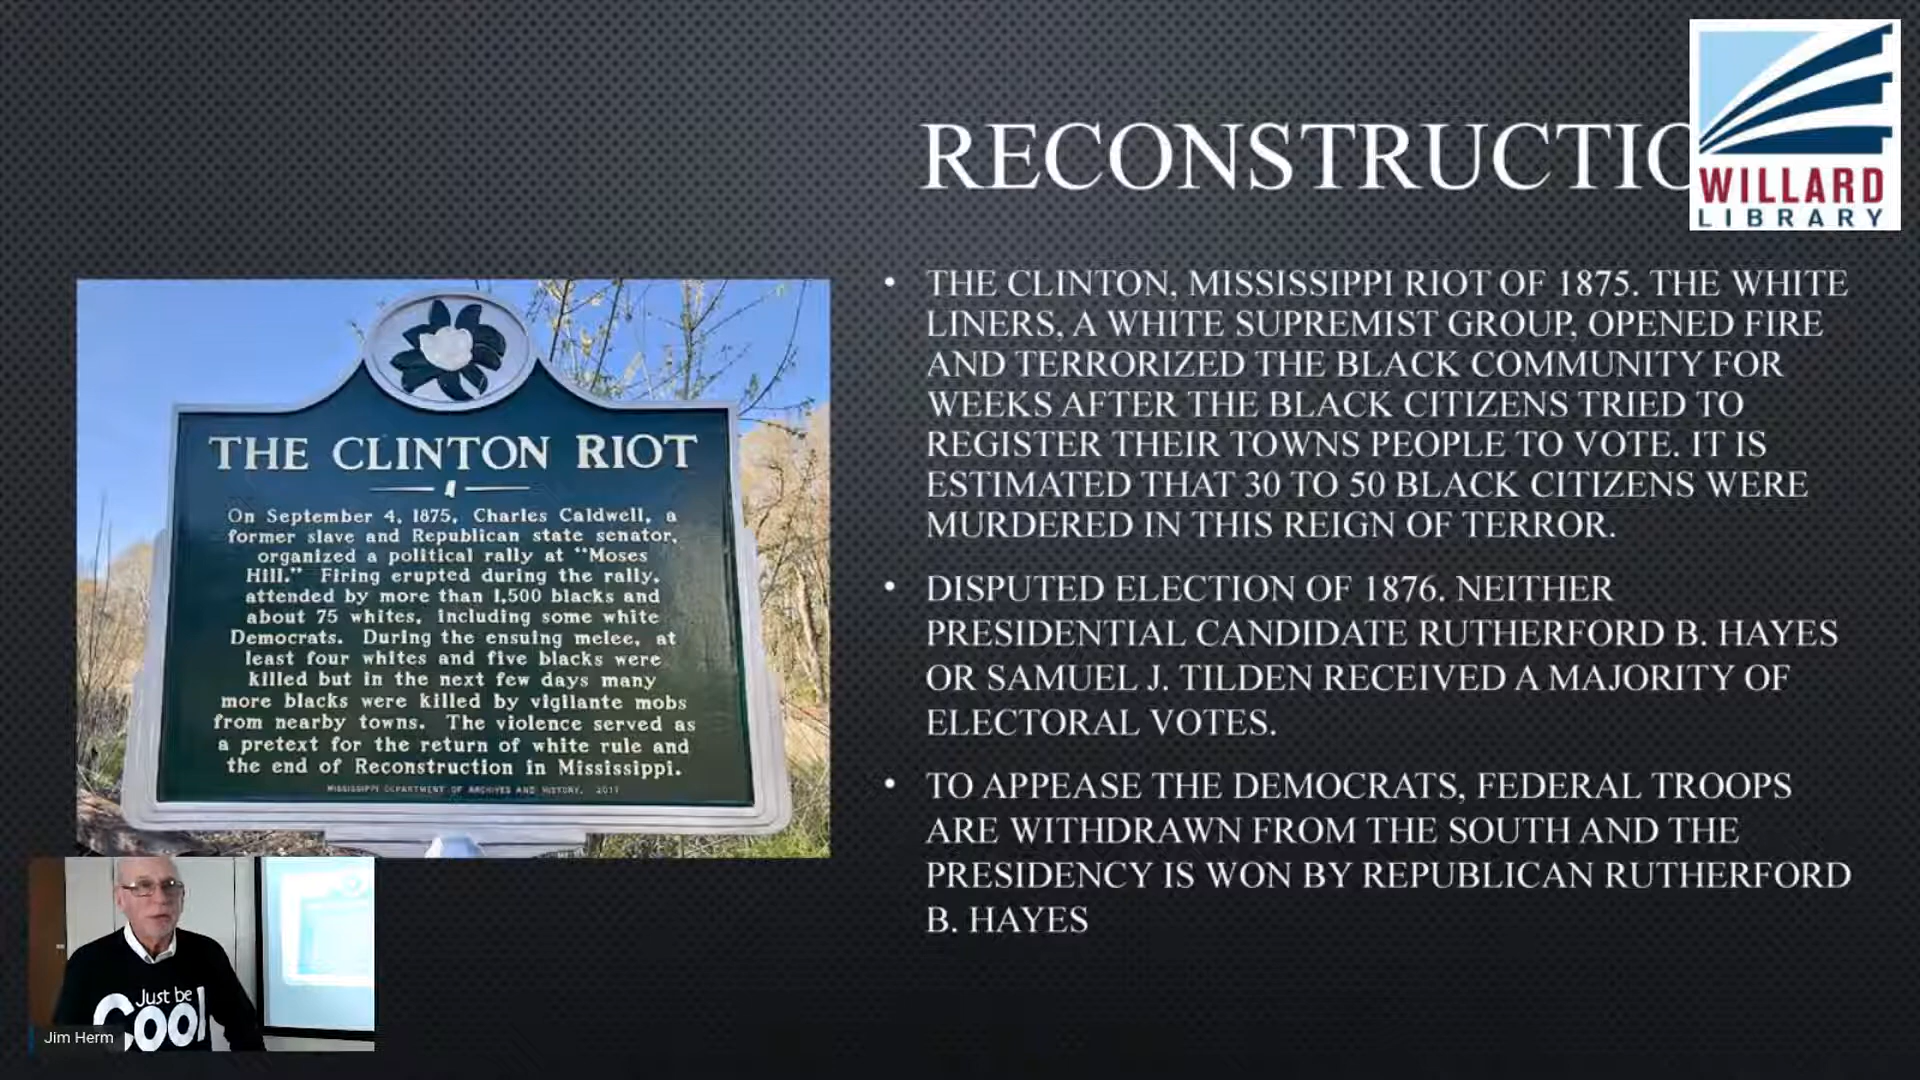 RECONSTRUCTIO
WILLARD
LIBRARY
THE CLINTON RIOT
On September 4, 1875, Charles Caldwell, a
former slave and Republican state senator,
organized a political rally at "Moses
Hill." Firing erupted during the rally,
attended by more than 1,500 blacks and
about 75 whites, including some white
Democrats. During the ensuing melee, at
least four whites and five blacks were
killed but in the next few days many
more blacks were killed by vigilante mobs
from nearby towns. The violence served as
a pretext for the return of white rule and
the end of Reconstruction in Mississippi.
MISSISSIPPI DEPARTMENT OF ARCHIVES AND HISTORY, 2017
• THE CLINTON, MISSISSIPPI RIOT OF 1875. THE WHITE
LINERS, A WHITE SUPREMIST GROUP, OPENED FIRE
AND TERRORIZED THE BLACK COMMUNITY FOR
WEEKS AFTER THE BLACK CITIZENS TRIED TO
REGISTER THEIR TOWNS PEOPLE TO VOTE. IT IS
ESTIMATED THAT 30 TO 50 BLACK CITIZENS WERE
MURDERED IN THIS REIGN OF TERROR.
• DISPUTED ELECTION OF 1876. NEITHER
PRESIDENTIAL CANDIDATE RUTHERFORD B. HAYES
OR SAMUEL J. TILDEN RECEIVED A MAJORITY OF
ELECTORAL VOTES.
• TO APPEASE THE DEMOCRATS, FEDERAL TROOPS
ARE WITHDRAWN FROM THE SOUTH AND THE
PRESIDENCY IS WON BY REPUBLICAN RUTHERFORD
B. HAYES
Just be
Cool
Jim Herm